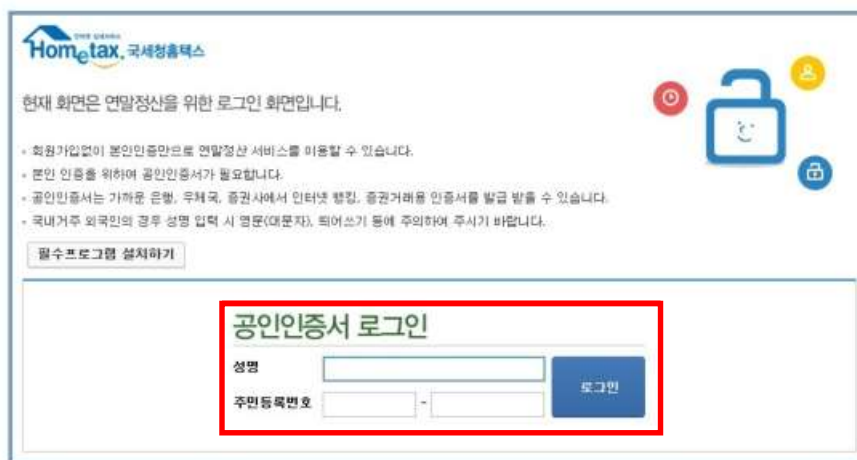 Hometax. 국세청홈택스
현재 화면은 연말정산을 위한 로그인 화면입니다.
회원가입없이 본인인증만으로 연말정산 서비스를 이용할 수 있습니다.
본인 인증을 위하여 공인인증서가 필요합니다.
공인인증서는 가까운 은행, 우체국, 증권사에서 인터넷 뱅킹, 증권거래용 인증서를 발급 받을 수 있습니다.
국내거주 외국인의 경우 성명 입력 시 영문(대문자), 띄어쓰기 등에 주의하여 주시기 바랍니다.
필수프로그램 설치하기
공인인증서 로그인
성명
주민등록번호 -
로그인